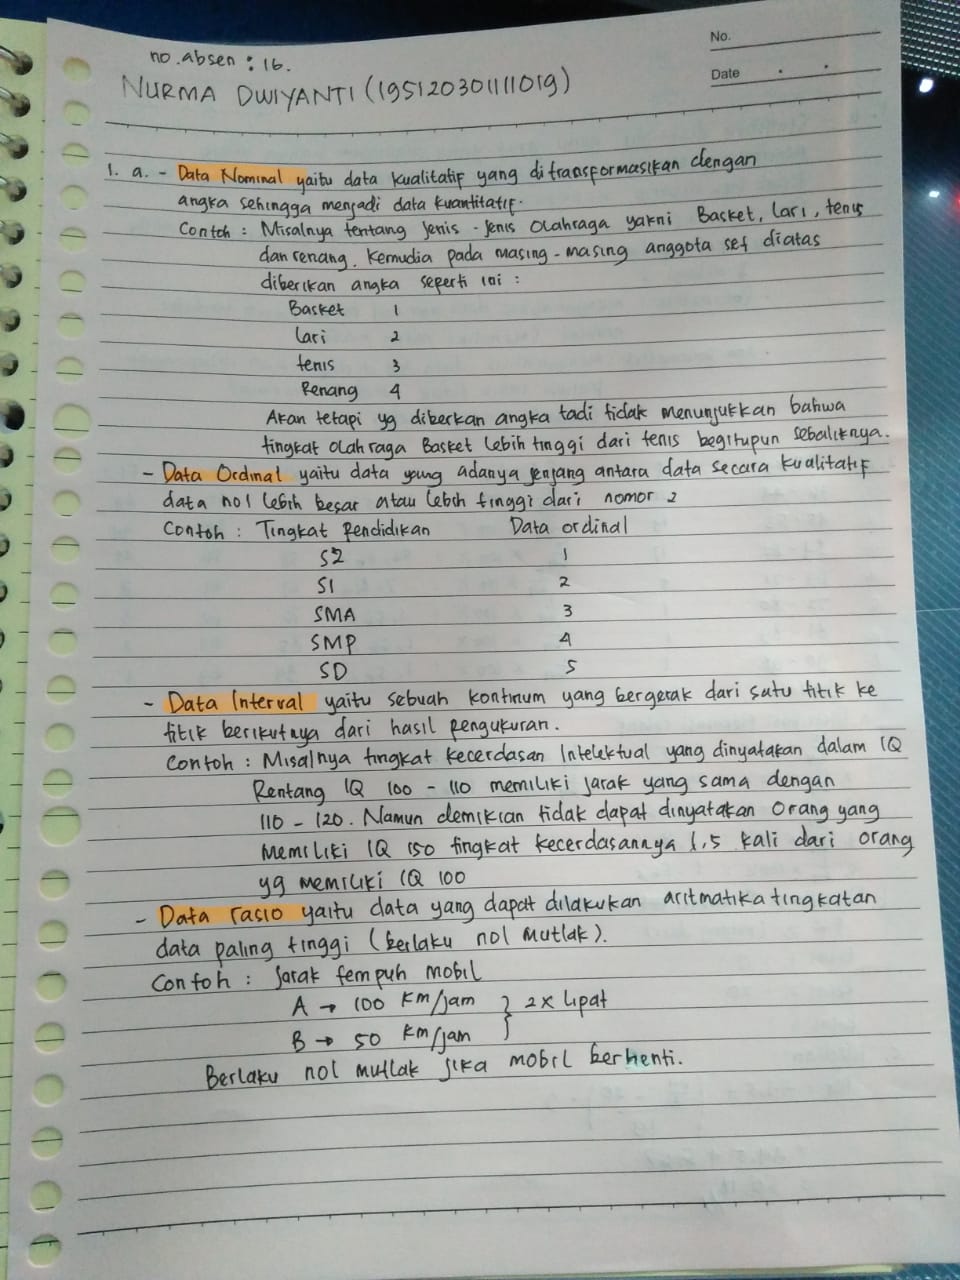 No.
Date
no.absen : 16.
NURMA DWIYANTI (195120301111019)
1. a. - Data Nominal yaitu data kualitatif yang ditransformasikan dengan
angka sehingga menjadi data kuantitatif.
Contoh : Misalnya tentang jenis - jenis olahraga yakni Basket, Lari, tenis
dan renang. Kemudia pada masing-masing anggota set diatas
diberikan angka seperti ini :
Basket 1
Lari 2
tenis 3
Renang 4
Akan tetapi yg diberkan angka tadi tidak menunjukkan bahwa
tingkat olahraga Basket lebih tinggi dari tenis begitupun sebaliknya.
- Data Ordinal yaitu data yang adanya jenjang antara data secara kualitatif
data no 1 lebih besar atau lebih tinggi dari nomor 2
Contoh : Tingkat Pendidikan Data ordinal
S2 1
S1 2
SMA 3
SMP 4
SD 5
- Data Interval yaitu sebuah kontinum yang bergerak dari satu titik ke
titik berikutnya dari hasil pengukuran.
Contoh : Misalnya tingkat kecerdasan Intelektual yang dinyatakan dalam IQ
Rentang IQ 100 - 110 memiliki jarak yang sama dengan
110 - 120. Namun demikian tidak dapat dinyatakan orang yang
memiliki IQ 150 tingkat kecerdasannya 1,5 kali dari orang
yg memiliki IQ 100
- Data rasio yaitu data yang dapat dilakukan aritmatika tingkatan
data paling tinggi (berlaku nol mutlak).
Contoh : Jarak tempuh mobil
A → 100 km/jam } 2x lipat
B → 50 km/jam
Berlaku nol mutlak jika mobil berhenti.